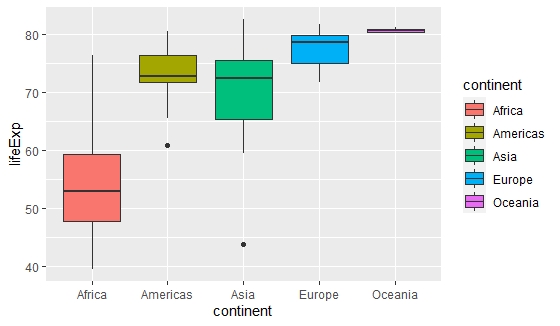 lifeExp
80
70
60
50
40
Africa Americas Asia Europe Oceania
continent
continent
Africa
Americas
Asia
Europe
Oceania